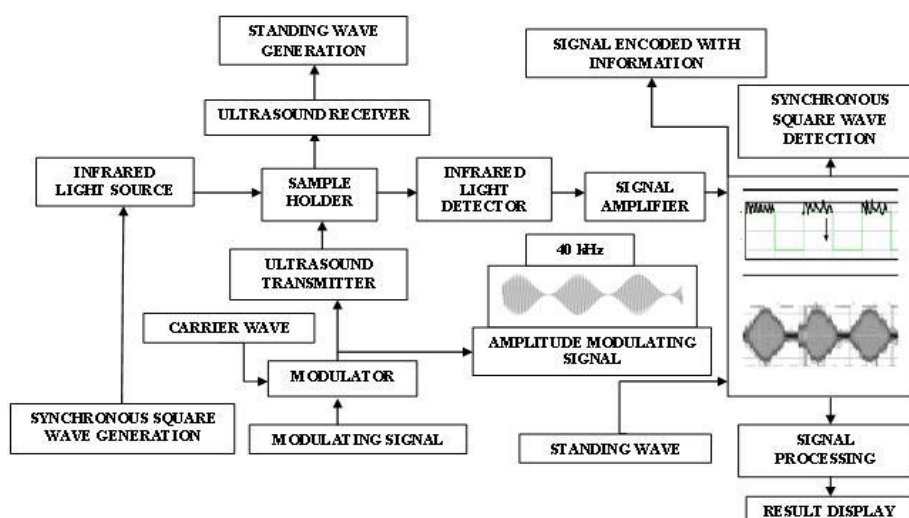 STANDING WAVE
GENERATION
SIGNAL ENCODED WITH
INFORMATION
ULTRASOUND RECEIVER
SYNCHRONOUS
SQUARE WAVE
DETECTION
INFRARED
LIGHT SOURCE
SAMPLE
HOLDER
INFRARED
LIGHT
DETECTOR
SIGNAL
AMPLIFIER
ULTRASOUND
TRANSMITTER
40 kHz
CARRIER WAVE
AMPLITUDE MODULATING
SIGNAL
MODULATOR
SYNCHRONOUS SQUARE
WAVE GENERATION
MODULATING SIGNAL
STANDING WAVE
SIGNAL
PROCESSING
RESULT DISPLAY